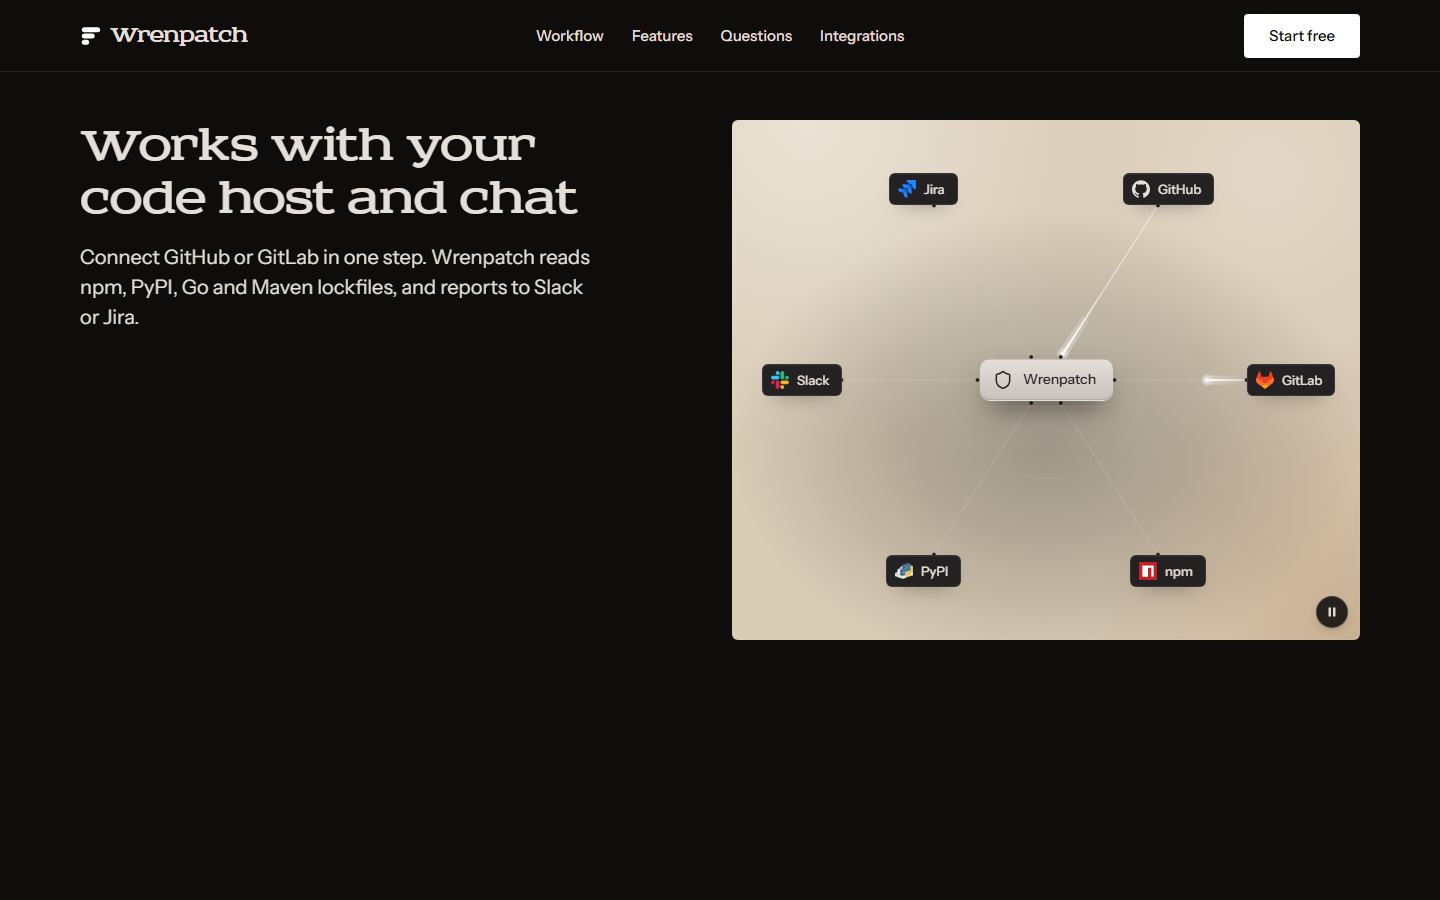 Wrenpatch
Workflow
Features
Questions
Integrations
Start free
Works with your
code host and chat
Connect GitHub or GitLab in one step. Wrenpatch reads
npm, PyPI, Go and Maven lockfiles, and reports to Slack
or Jira.
Jira
GitHub
Slack
Wrenpatch
GitLab
PyPI
npm